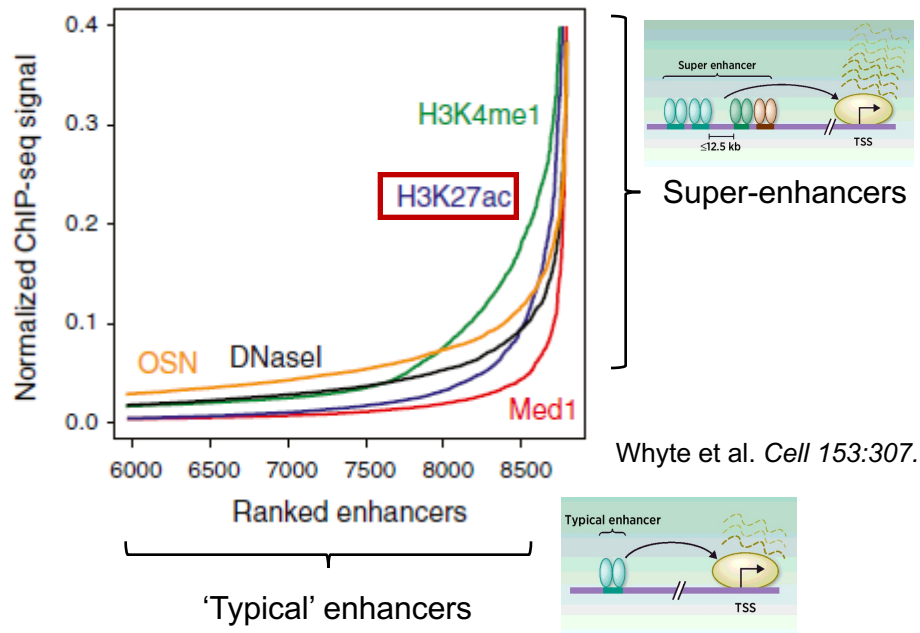 Normalized ChIP-seq signal
0.4
0.3
0.2
0.1
0.0
H3K4me1
H3K27ac
OSN
DNaseI
Med1
6000 6500 7000 7500 8000 8500
Ranked enhancers
‘Typical’ enhancers
Super enhancer
≤12.5 kb
//
TSS
Super-enhancers
Whyte et al. Cell 153:307.
Typical enhancer
//
TSS